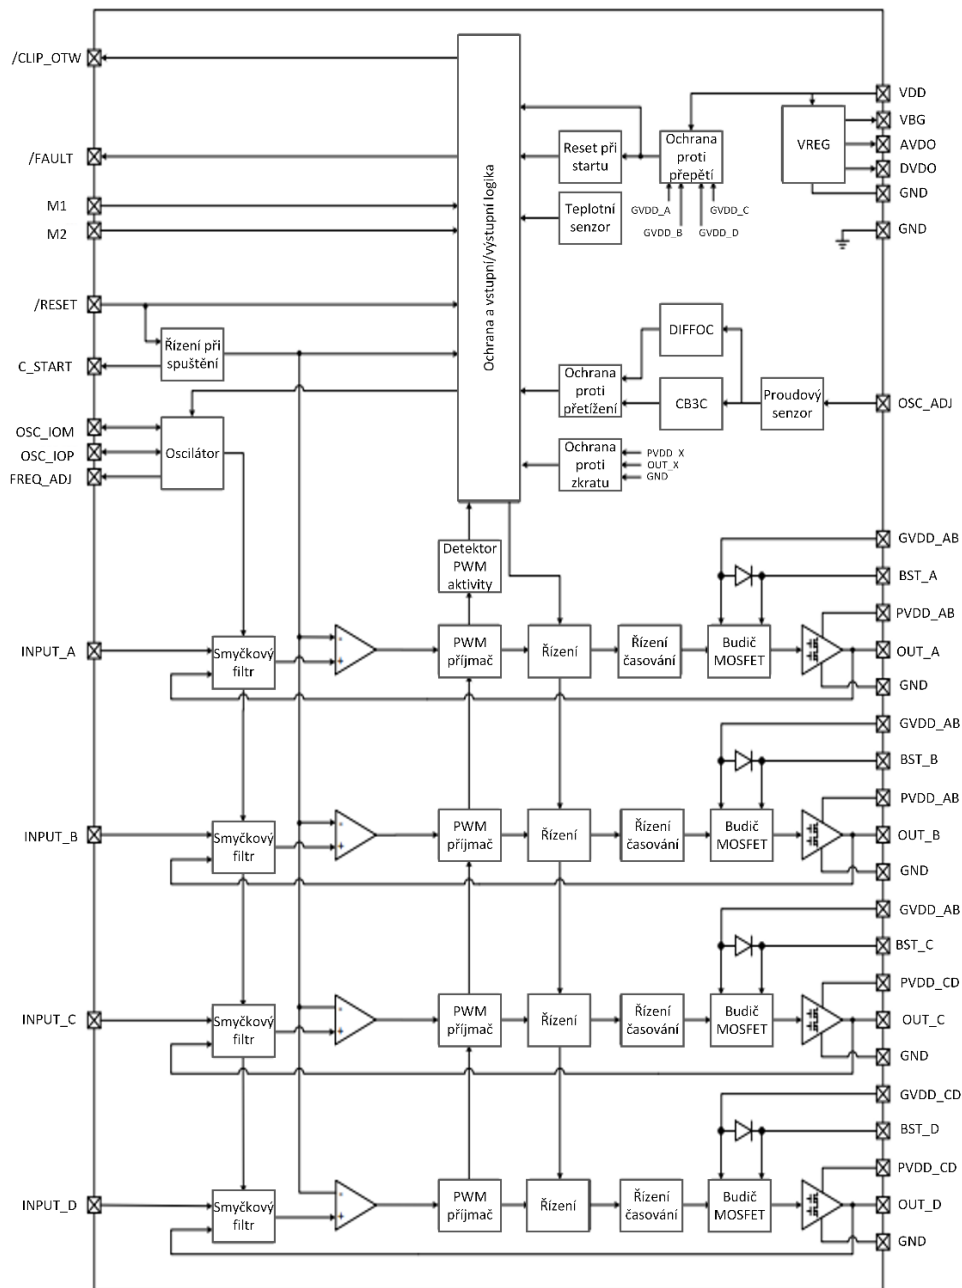 /CLIP_OTW
/FAULT
M1
M2
/RESET
C_START
OSC_IOM
OSC_IOP
FREQ_ADJ
Řízení při
spuštění
Oscilátor
Ochrana a vstupní/výstupní logika
Reset při
startu
Teplotní
senzor
Ochrana
proti
přepětí
GVDD_A
GVDD_C
GVDD_B
GVDD_D
VREG
VDD
VBG
AVDO
DVDO
GND
GND
DIFFOC
CB3C
Ochrana
proti
přetížení
Proudový
senzor
OSC_ADJ
Ochrana
proti
zkratu
PVDD_X
OUT_X
GND
Detektor
PWM
aktivity
GVDD_AB
BST_A
PVDD_AB
INPUT_A
Smyčkový
filtr
-
+
PWM
příjmač
Řízení
Řízení
časování
Budič
MOSFET
OUT_A
GND
GVDD_AB
BST_B
PVDD_AB
INPUT_B
Smyčkový
filtr
-
+
PWM
příjmač
Řízení
Řízení
časování
Budič
MOSFET
OUT_B
GND
GVDD_AB
BST_C
PVDD_CD
INPUT_C
Smyčkový
filtr
-
+
PWM
příjmač
Řízení
Řízení
časování
Budič
MOSFET
OUT_C
GND
GVDD_CD
BST_D
PVDD_CD
INPUT_D
Smyčkový
filtr
-
+
PWM
příjmač
Řízení
Řízení
časování
Budič
MOSFET
OUT_D
GND